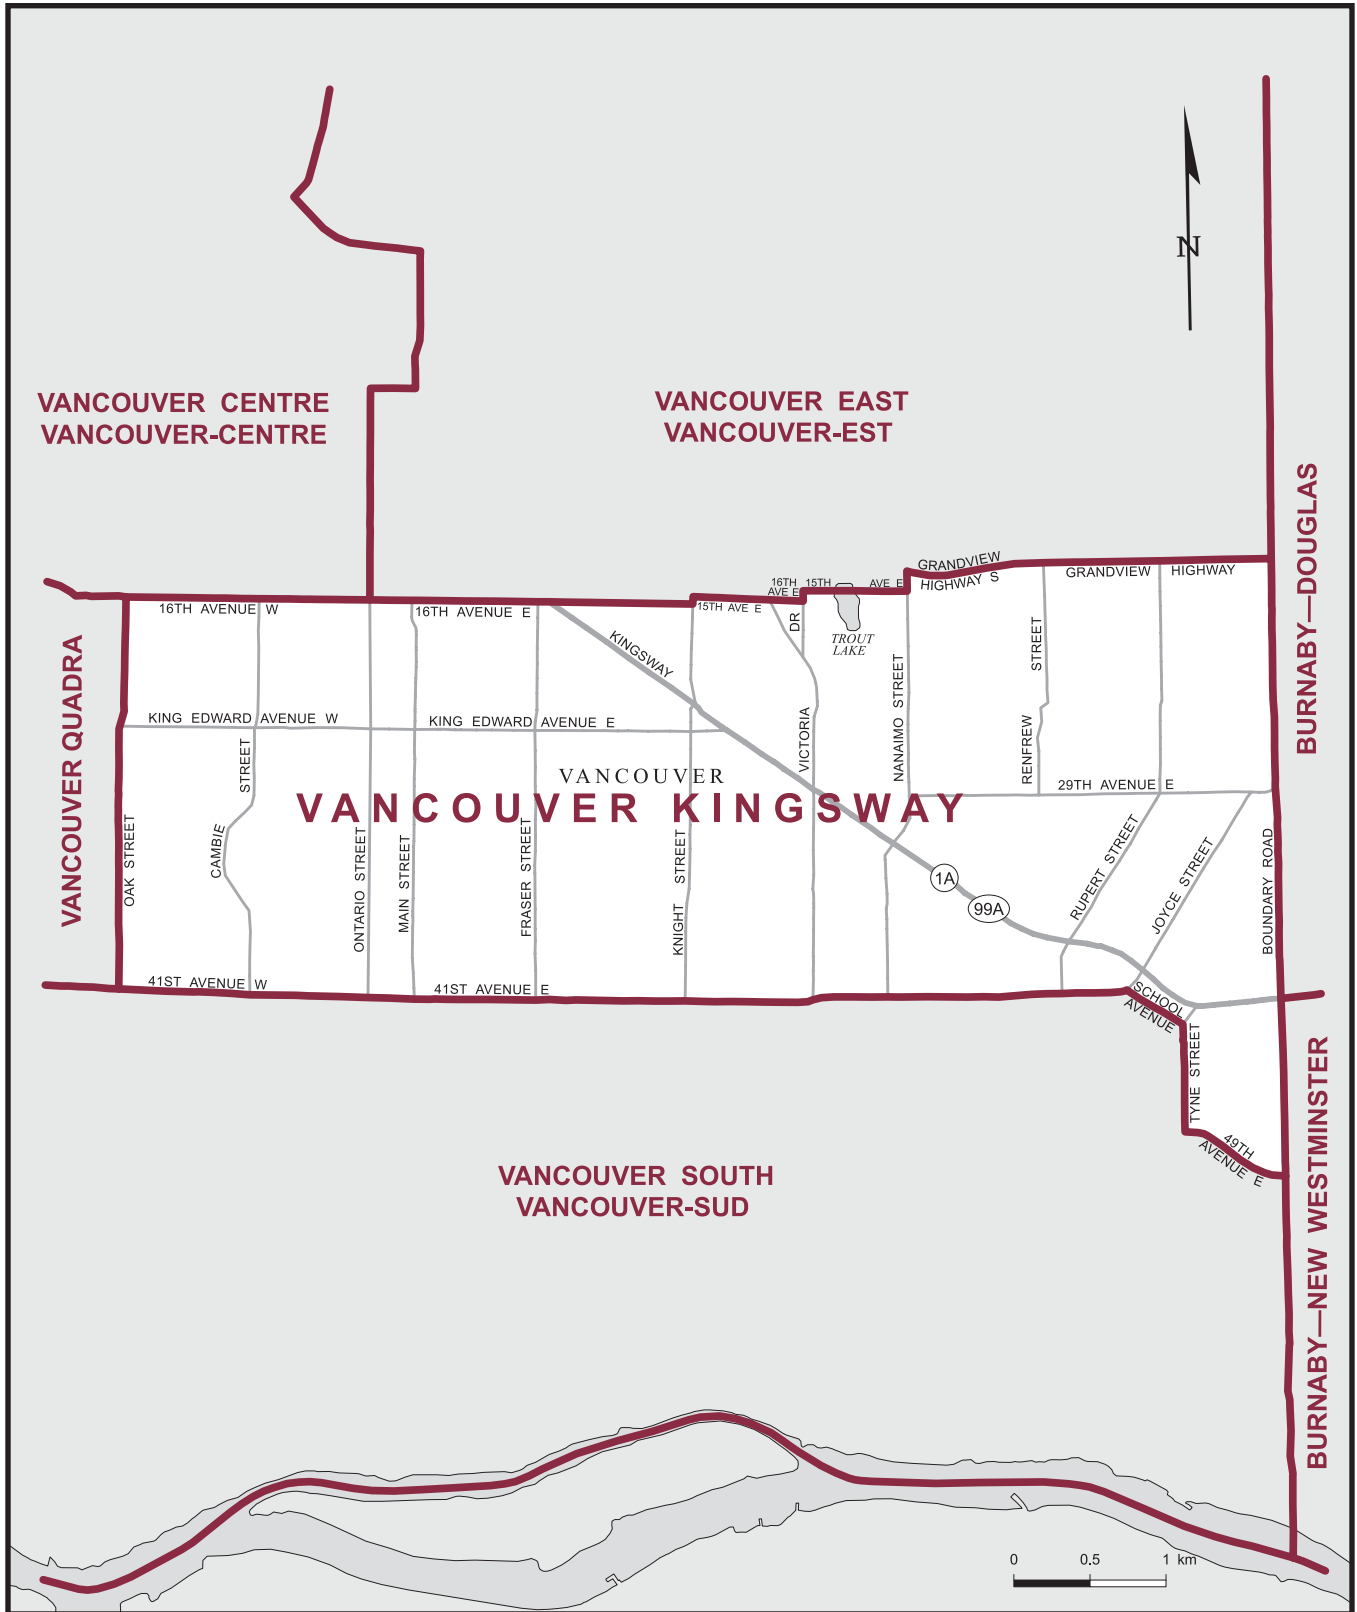 N
VANCOUVER CENTRE
VANCOUVER-CENTRE
VANCOUVER EAST
VANCOUVER-EST
BURNABY—DOUGLAS
VANCOUVER QUADRA
GRANDVIEW
HIGHWAY S
GRANDVIEW HIGHWAY
16TH
AVE E
15TH AVE E
16TH AVENUE W
16TH AVENUE E
15TH AVE E
DR
TROUT
LAKE
KINGSWAY
STREET
RENFREW
NANAIMO STREET
VICTORIA
KING EDWARD AVENUE W
KING EDWARD AVENUE E
STREET
CAMBIE
VANCOUVER
VANCOUVER KINGSWAY
29TH AVENUE E
OAK STREET
ONTARIO STREET
MAIN STREET
FRASER STREET
KNIGHT STREET
1A
99A
RUPERT STREET
JOYCE STREET
BOUNDARY ROAD
41ST AVENUE W
41ST AVENUE E
SCHOOL
AVENUE
TYNE STREET
49TH
AVENUE E
VANCOUVER SOUTH
VANCOUVER-SUD
BURNABY—NEW WESTMINSTER
0 0.5 1 km